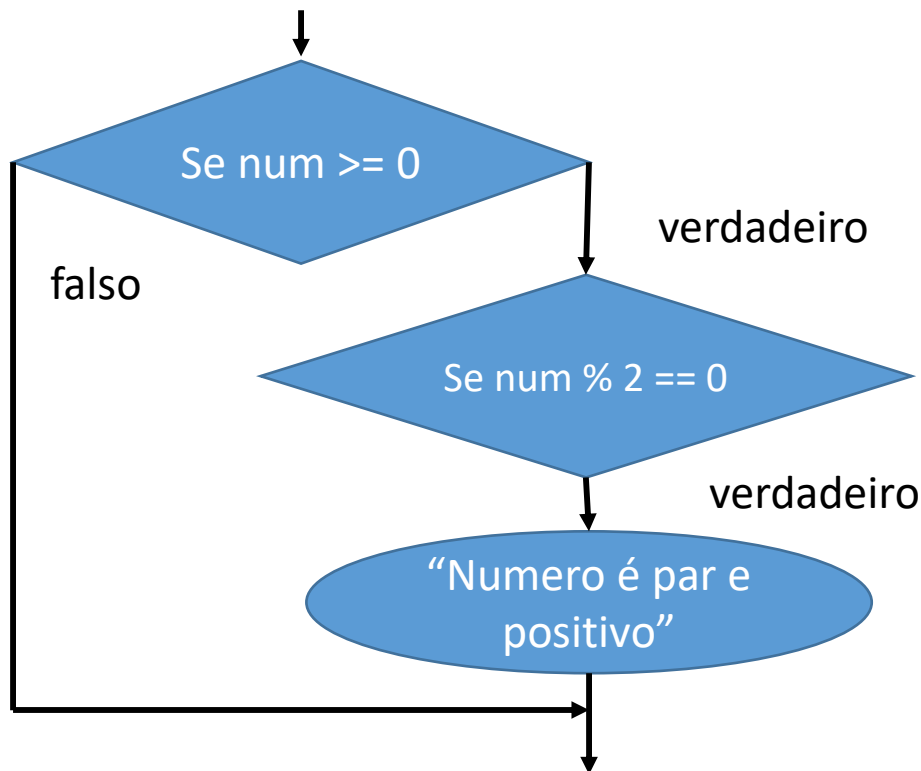 Se num >= 0
verdadeiro
falso
Se num % 2 == 0
verdadeiro
“Numero é par e
positivo”